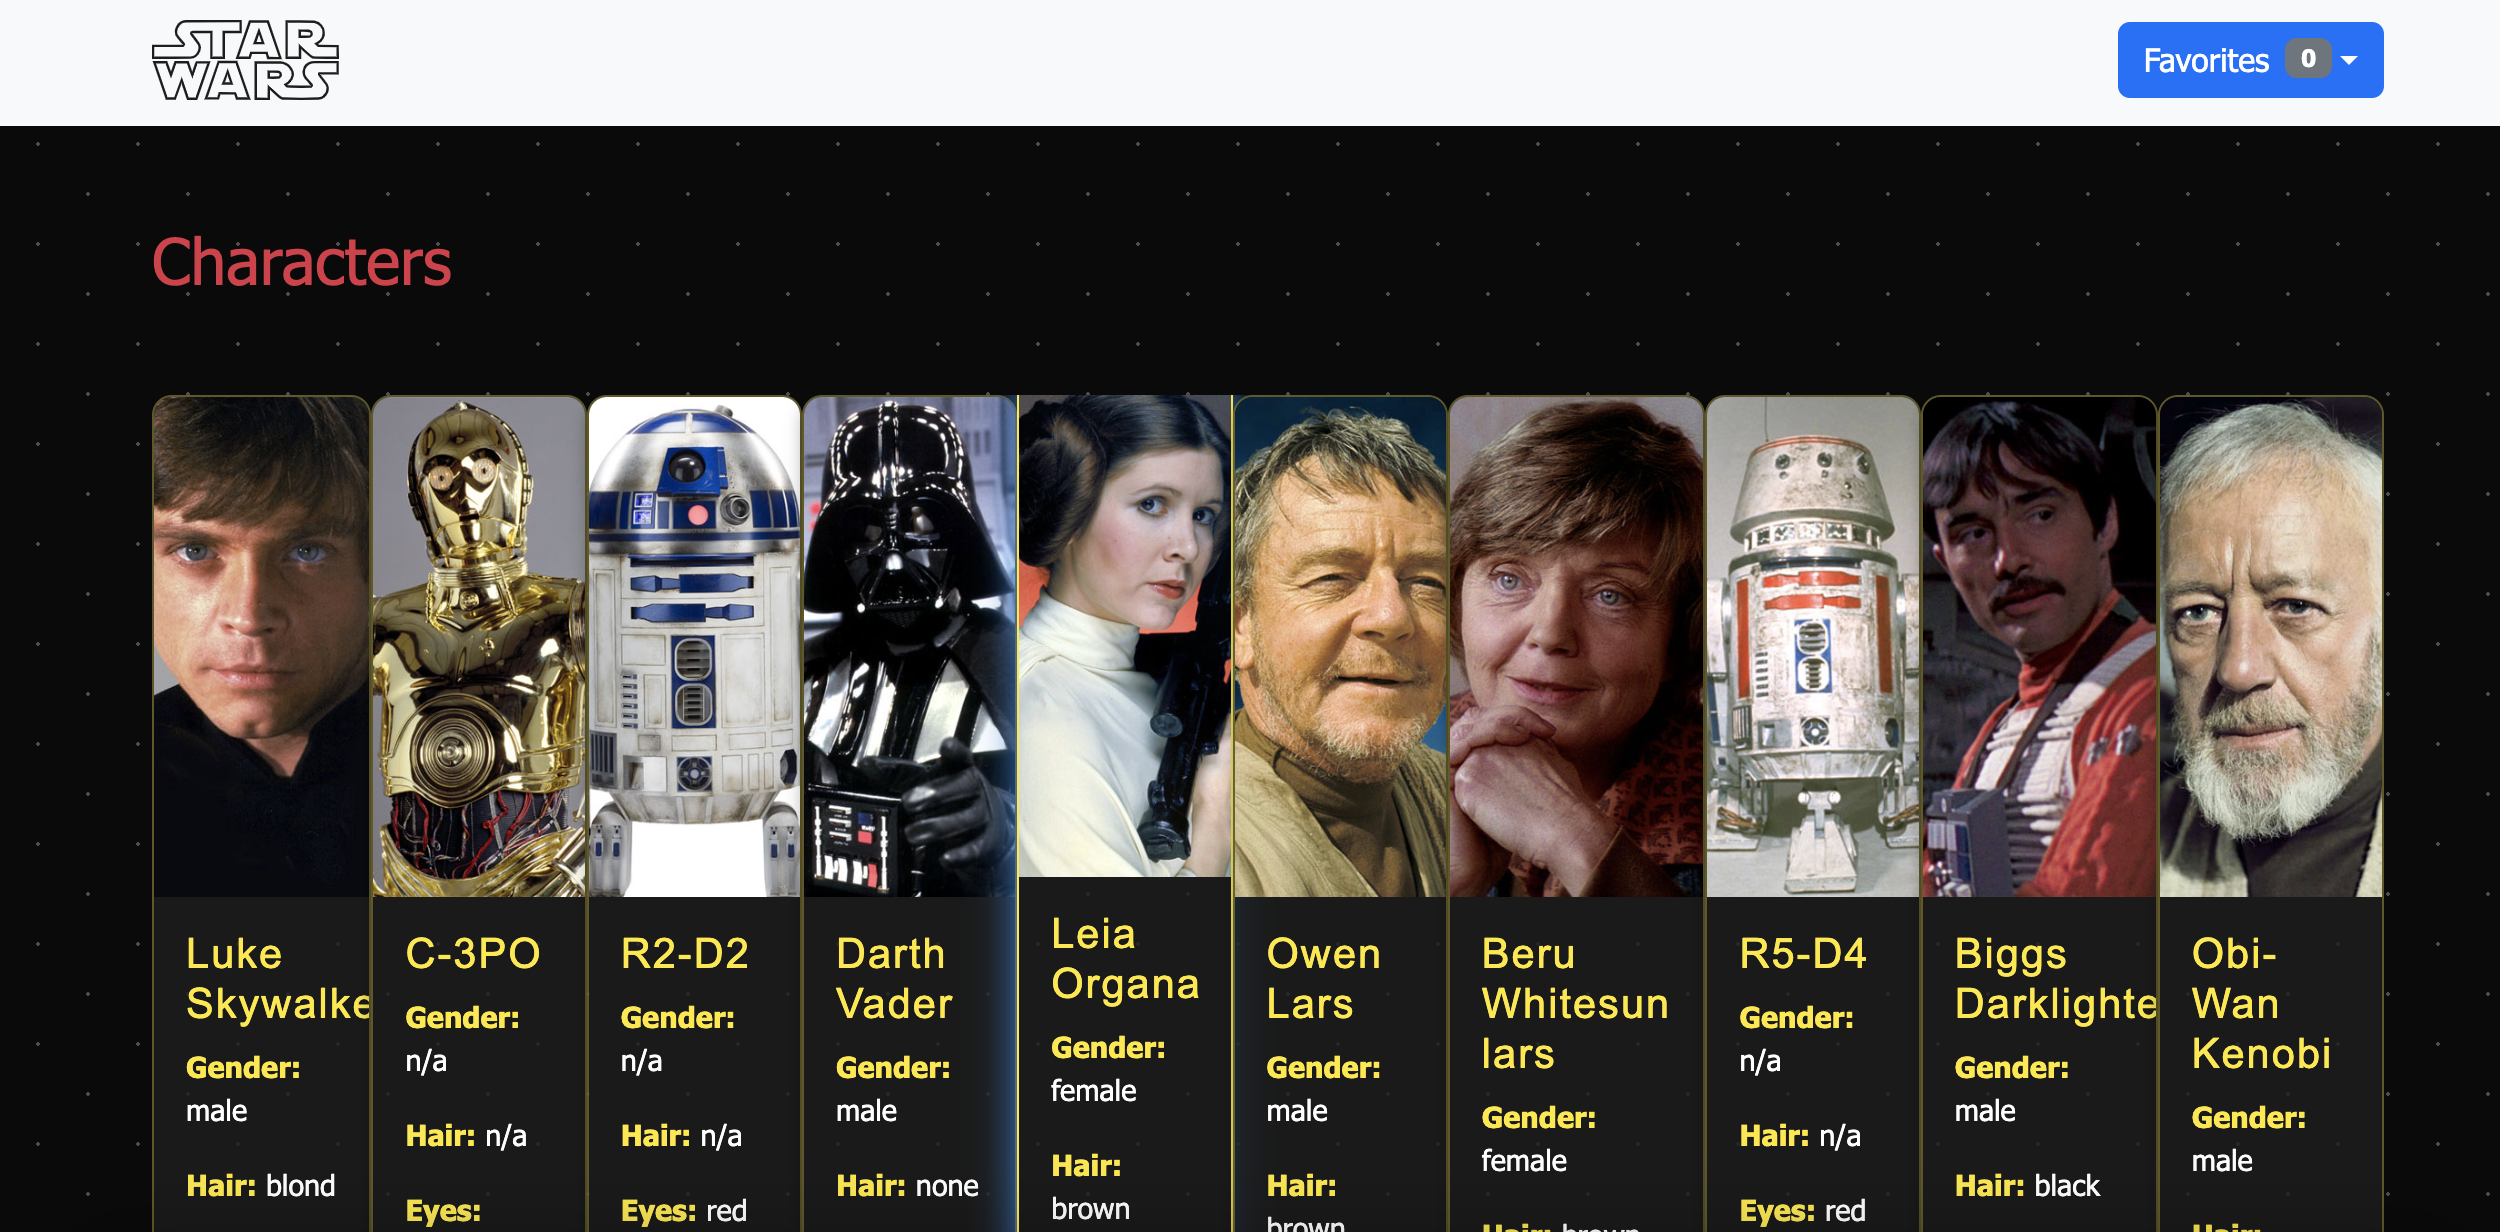 STAR
WARS
Favorites 0
Characters
Luke
Skywalke
Gender:
male
Hair: blond
C-3PO
Gender:
n/a
Hair: n/a
Eyes:
R2-D2
Gender:
n/a
Hair: n/a
Eyes: red
Darth
Vader
Gender:
male
Hair: none
Leia
Organa
Gender:
female
Hair:
brown
Owen
Lars
Gender:
male
Hair:
brown
Beru
Whitesun
lars
Gender:
female
Hair: brown
R5-D4
Gender:
n/a
Hair: n/a
Eyes: red
Biggs
Darklighte
Gender:
male
Hair: black
Obi-
Wan
Kenobi
Gender:
male
Hair: